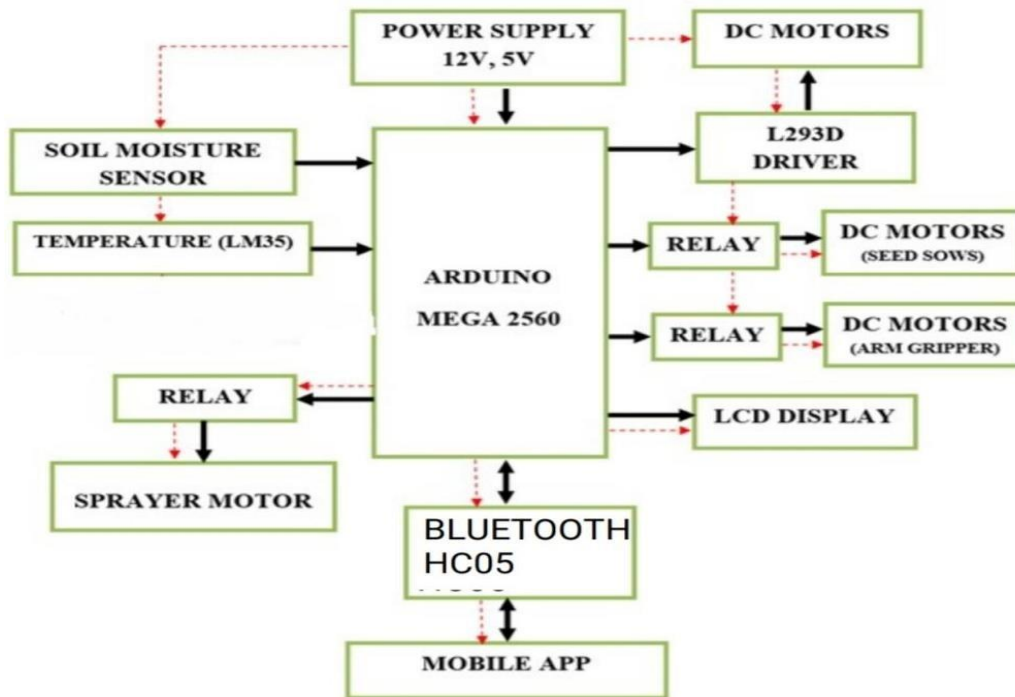 POWER SUPPLY
12V, 5V
DC MOTORS
SOIL MOISTURE
SENSOR
L293D
DRIVER
TEMPERATURE (LM35)
RELAY
DC MOTORS
(SEED SOWS)
ARDUINO
MEGA 2560
RELAY
DC MOTORS
(ARM GRIPPER)
RELAY
LCD DISPLAY
SPRAYER MOTOR
BLUETOOTH
HC05
MOBILE APP